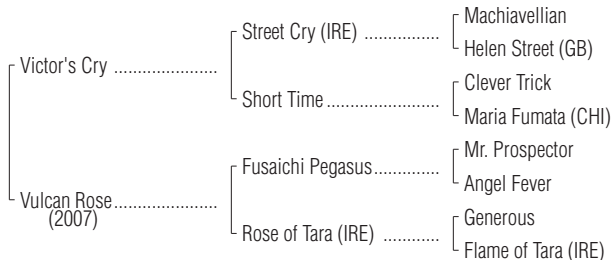 Machiavellian
Street Cry (IRE) ................
Helen Street (GB)
Victor's Cry ......................
Clever Trick
Short Time ........................
Maria Fumata (CHI)
Mr. Prospector
Fusaichi Pegasus..............
Angel Fever
Vulcan Rose......................
(2007)
Generous
Rose of Tara (IRE) ............
Flame of Tara (IRE)